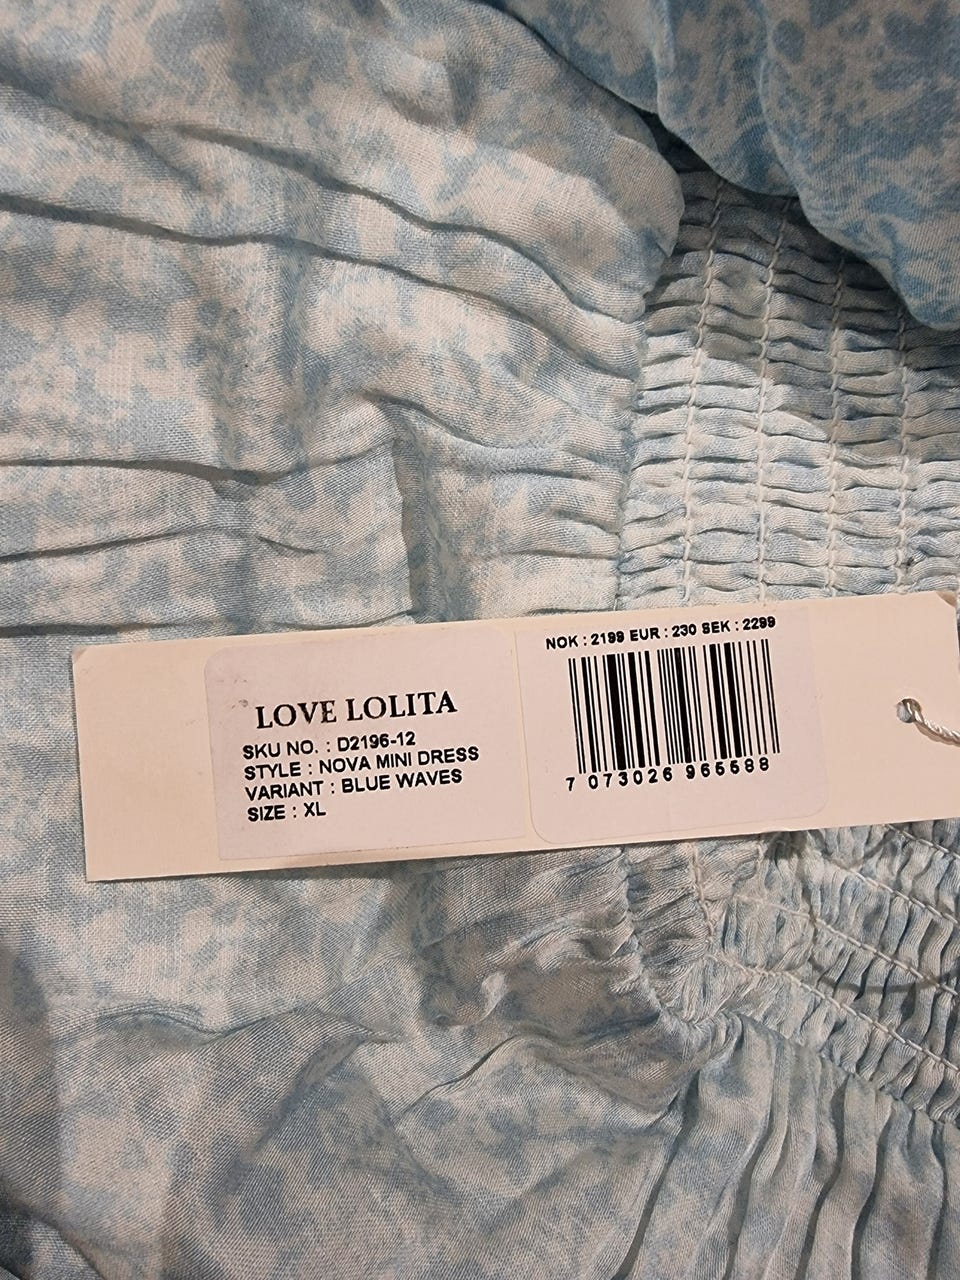 LOVE LOLITA
SKU NO. : D2196-12
STYLE : NOVA MINI DRESS
VARIANT : BLUE WAVES
SIZE : XL
NOK : 2199 EUR : 230 SEK : 2299
7 073026 965688